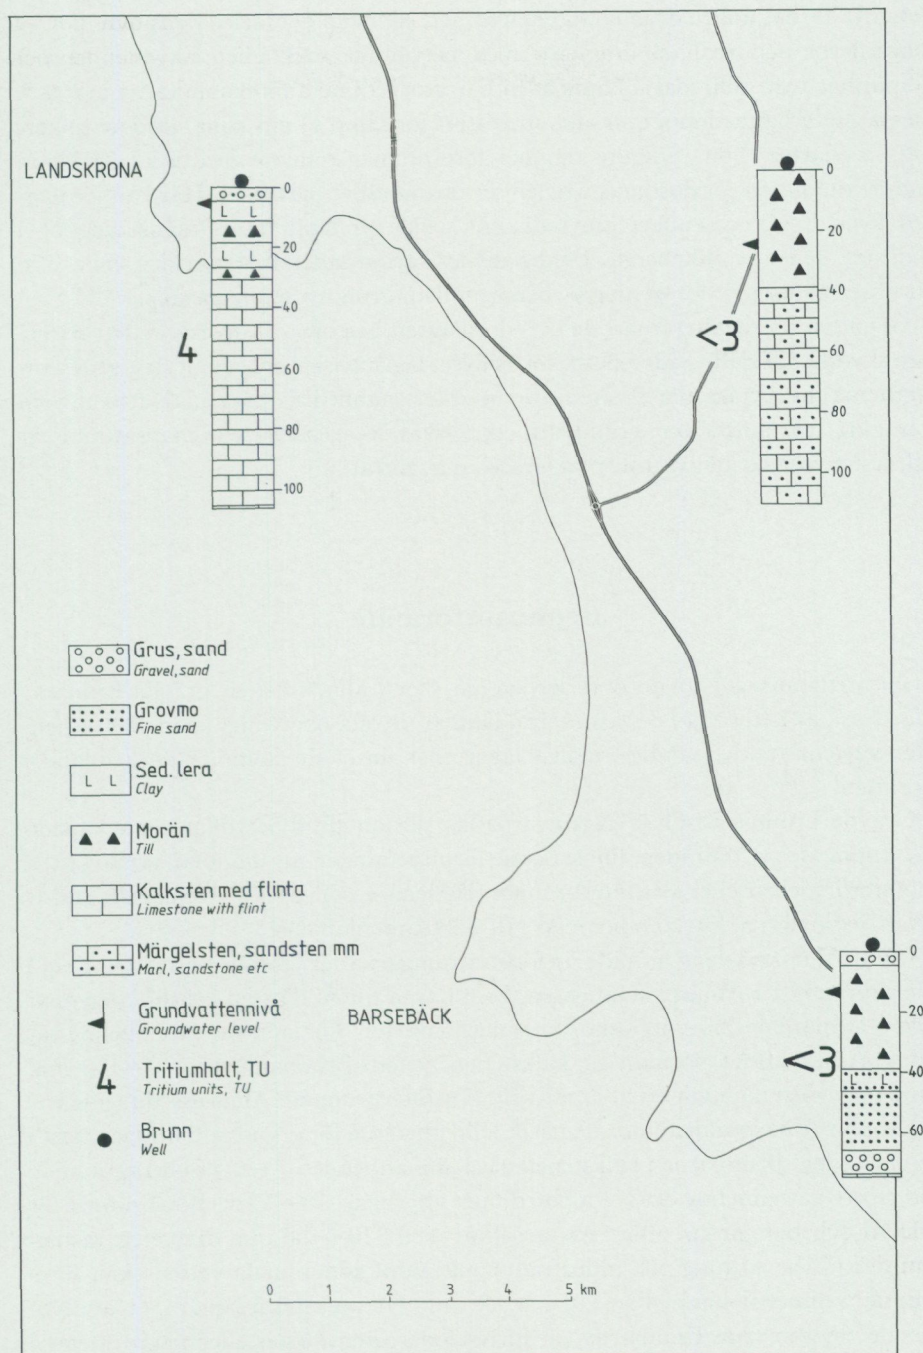 LANDSKRONA
0
20
40
60
80
100
4
0
20
40
60
80
100
<3
Grus, sand
Gravel, sand
Grovmo
Fine sand
Sed. lera
Clay
L L
Morän
Till
Kalksten med flinta
Limestone with flint
Märgelsten, sandsten mm
Marl, sandstone etc
Grundvattennivå
Groundwater level
4
Tritiumhalt, TU
Tritium units, TU
Brunn
Well
BARSEBÄCK
0
20
40
60
<3
L L
L L
L L
0 1 2 3 4 5 km